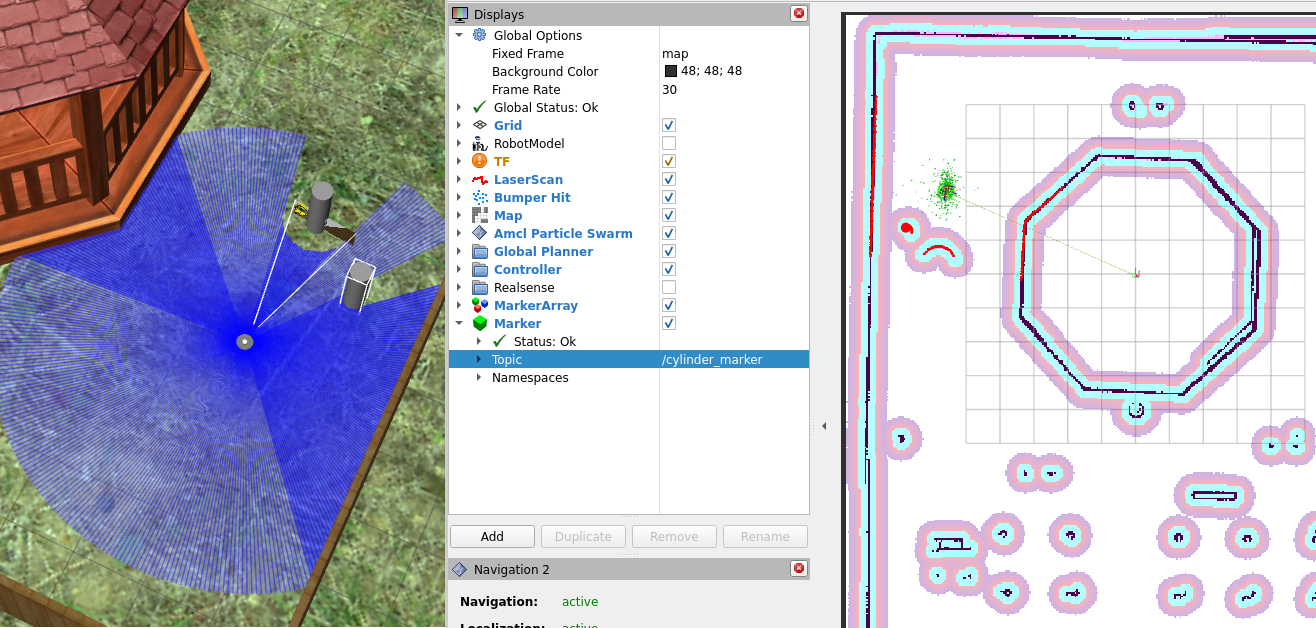 Displays
Global Options
Fixed Frame map
Background Color 48; 48; 48
Frame Rate 30
Global Status: Ok
Grid
RobotModel
TF
LaserScan
Bumper Hit
Map
Amcl Particle Swarm
Global Planner
Controller
Realsense
MarkerArray
Marker
Status: Ok
Topic /cylinder_marker
Namespaces
Add Duplicate Remove Rename
Navigation 2
Navigation: active
Localization: active